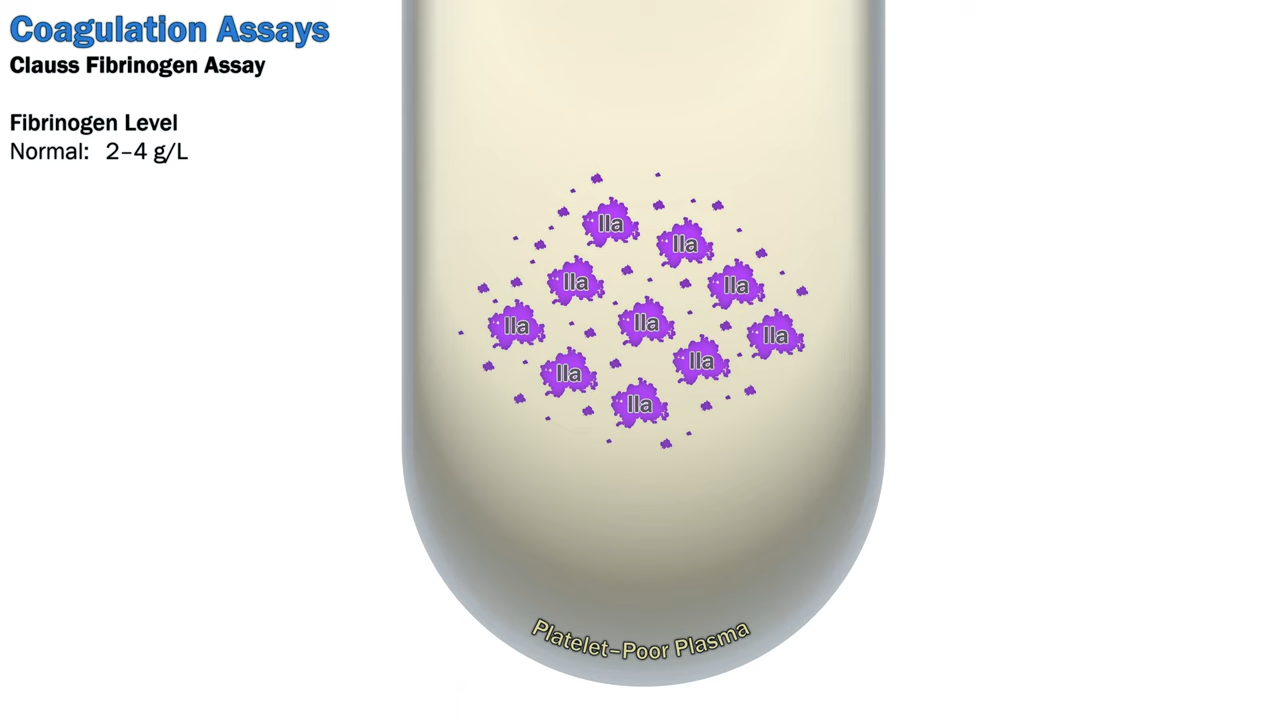 Coagulation Assays
Clauss Fibrinogen Assay
Fibrinogen Level
Normal: 2–4 g/L
IIa
IIa
IIa
IIa
IIa
IIa
IIa
IIa
IIa
IIa
Platelet–Poor Plasma